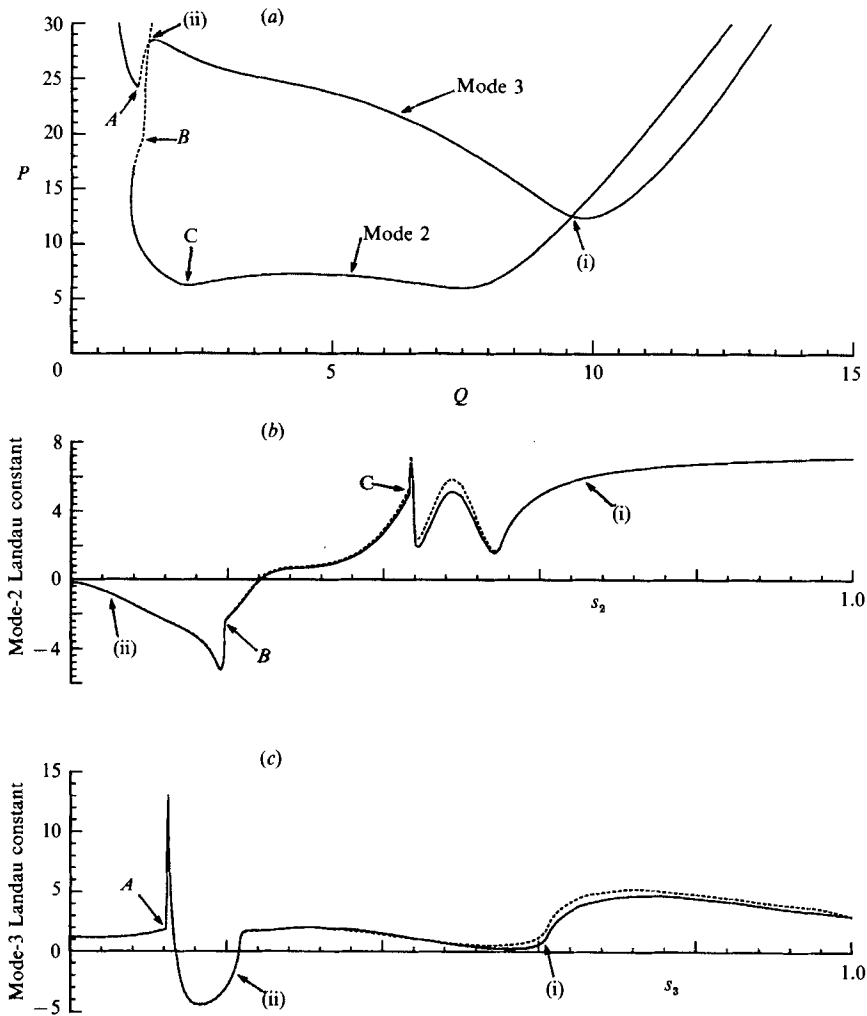 (a)
30
(ii)
25
A
Mode 3
20
B
P
15
C
Mode 2
10
(i)
5
0
5
10
15
Q
(b)
8
Mode-2 Landau constant
C
4
(i)
0
s₂
1.0
(ii)
B
−4
(c)
15
Mode-3 Landau constant
10
A
5
0
(ii)
(i)
s₃
1.0
−5